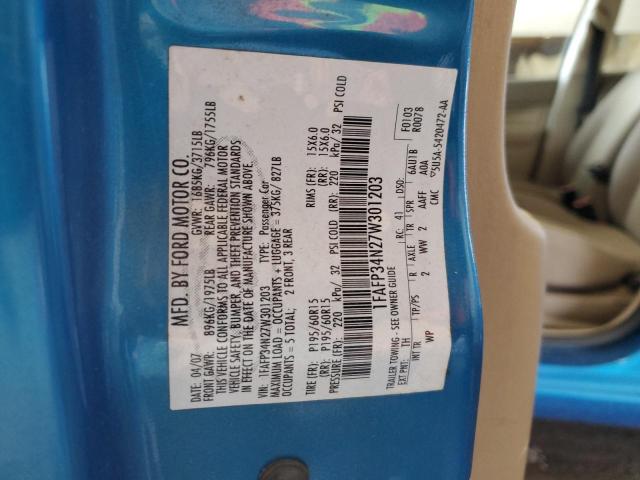 MFD. BY FORD MOTOR CO.
04/07 GVWR: 1685KG/3715LB
FRONT GAWR: 896KG/1775LB REAR GAWR: 796KG/1755LB
THIS VEHICLE CONFORMS TO ALL APPLICABLE FEDERAL MOTOR
VEHICLE SAFETY, BUMPER, AND THEFT PREVENTION STANDARDS
IN EFFECT ON THE DATE OF MANUFACTURE SHOWN ABOVE.
VIN: 1FAFP34N27W301203 TYPE: Passenger Car
MAXIMUM LOAD = OCCUPANTS + LUGGAGE = 375KG/ 827LB
OCCUPANTS = 5 TOTAL; 2 FRONT, 3 REAR
TIRE (FR): P195/60R15 RIMS (FR): 15X6.0
(RR): P195/60R15 (RR): 15X6.0
PRESSURE (FR): 220 kPa/ 32 PSI COLD (RR): 220 kPa/ 32 PSI COLD
1FAFP34N27W301203
TRAILER TOWING - SEE OWNER GUIDE
EXT PNT: TH RC: 41 DSO: F0103
INT TR TP/PS R AXLE TR SPR 6AU1B R0078
WP 2 WW 2 AAFF A0A
CMC 5U5A-5420472-AA